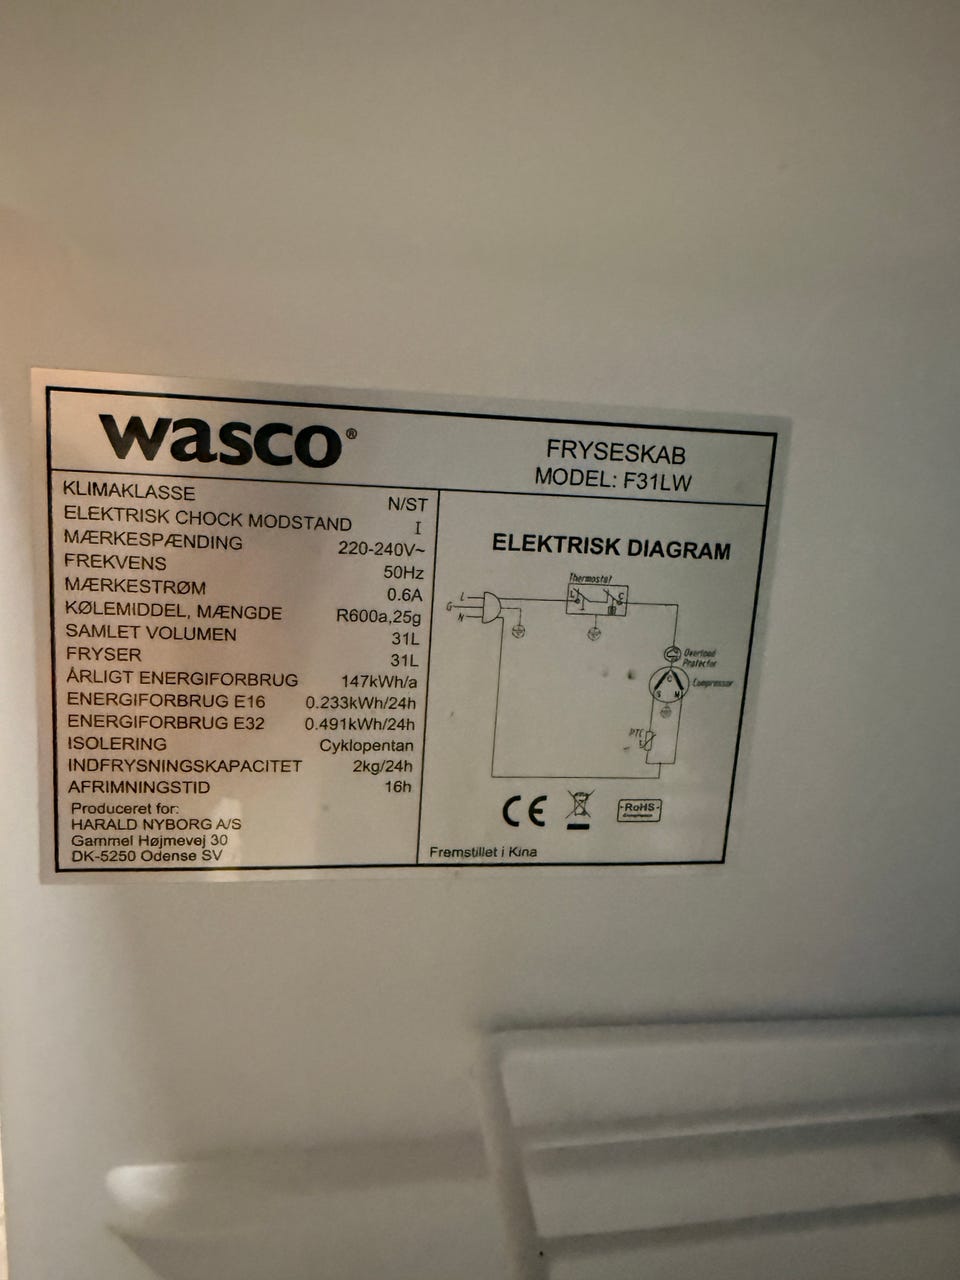 wasco®
FRYSESKAB
MODEL: F31LW
KLIMAKLASSE N/ST
ELEKTRISK CHOCK MODSTAND I
MÆRKESPÆNDING 220-240V~
FREKVENS 50Hz
MÆRKESTRØM 0.6A
KØLEMIDDEL, MÆNGDE R600a,25g
SAMLET VOLUMEN 31L
FRYSER 31L
ÅRLIGT ENERGIFORBRUG 147kWh/a
ENERGIFORBRUG E16 0.233kWh/24h
ENERGIFORBRUG E32 0.491kWh/24h
ISOLERING Cyklopentan
INDFRYSNINGSKAPACITET 2kg/24h
AFRIMNINGSTID 16h
Produceret for:
HARALD NYBORG A/S
Gammel Højmevej 30
DK-5250 Odense SV
ELEKTRISK DIAGRAM
Thermostat
L
G
N
L C
Overload
Protector
Compressor
C
S M
PTC
CE
RoHS
Fremstillet i Kina